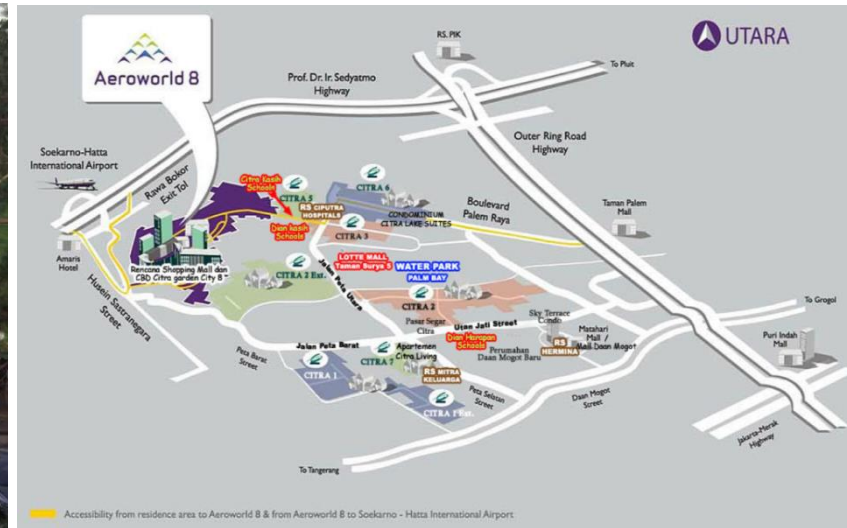 UTARA
RS. PIK
To Pluit
Aeroworld 8
Prof. Dr. Ir. Sedyatmo
Highway
Outer Ring Road
Highway
Soekarno-Hatta
International Airport
Rawa Bokor
Exit Tol
Citra Kasih
Schools
CITRA 5
CITRA 6
RS CIPUTRA
HOSPITALS
CONDOMINIUM
CITRA LAKE SUITES
Boulevard
Palem Raya
Taman Palem
Mall
Dian kasih
Schools
CITRA 3
Amaris
Hotel
Rencana Shopping Mall dan
CBD Citra garden City 8
Husein Sastranegara
Street
CITRA 2 Ext.
LOTTE MALL
Taman Surya 5
WATER PARK
PALM BAY
Jalan Peta Utara
CITRA 2
Pasar Segar
Citra
Utan Jati Street
Sky Terrace
Condo
To Grogol
Matahari Mall /
Mall Daan Mogot
Puri Indah
Mall
Dian Harapan
Schools
RS
HERMINA
Perumahan
Daan Mogot Baru
Peta Barat
Street
Jalan Peta Barat
CITRA 7
Apartemen
Citra Living
CITRA 1
RS MITRA
KELUARGA
Peta Selatan
Street
Daan Mogot
Street
CITRA 1 Ext.
Jakarta-Merak
Highway
To Tangerang
Accessibility from residence area to Aeroworld 8 & from Aeroworld 8 to Soekarno - Hatta International Airport